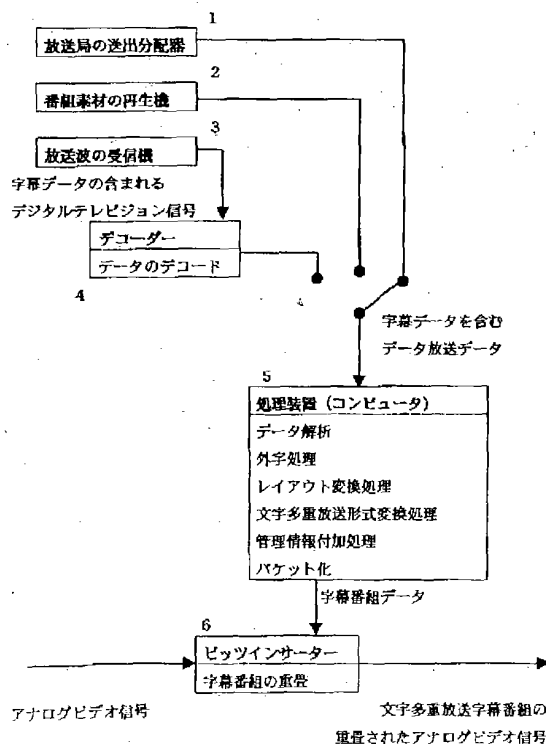 1
放送局の送出分配器
2
番組素材の再生機
3
放送波の受信機
字幕データの含まれる
デジタルテレビジョン信号
デコーダー
データのデコード
4
字幕データを含む
データ放送データ
5
処理装置（コンピュータ）
データ解析
外字処理
レイアウト変換処理
文字多重放送形式変換処理
管理情報付加処理
パケット化
字幕番組データ
6
ビッツインサーター
字幕番組の重畳
アナログビデオ信号
文字多重放送字幕番組の
重畳されたアナログビデオ信号